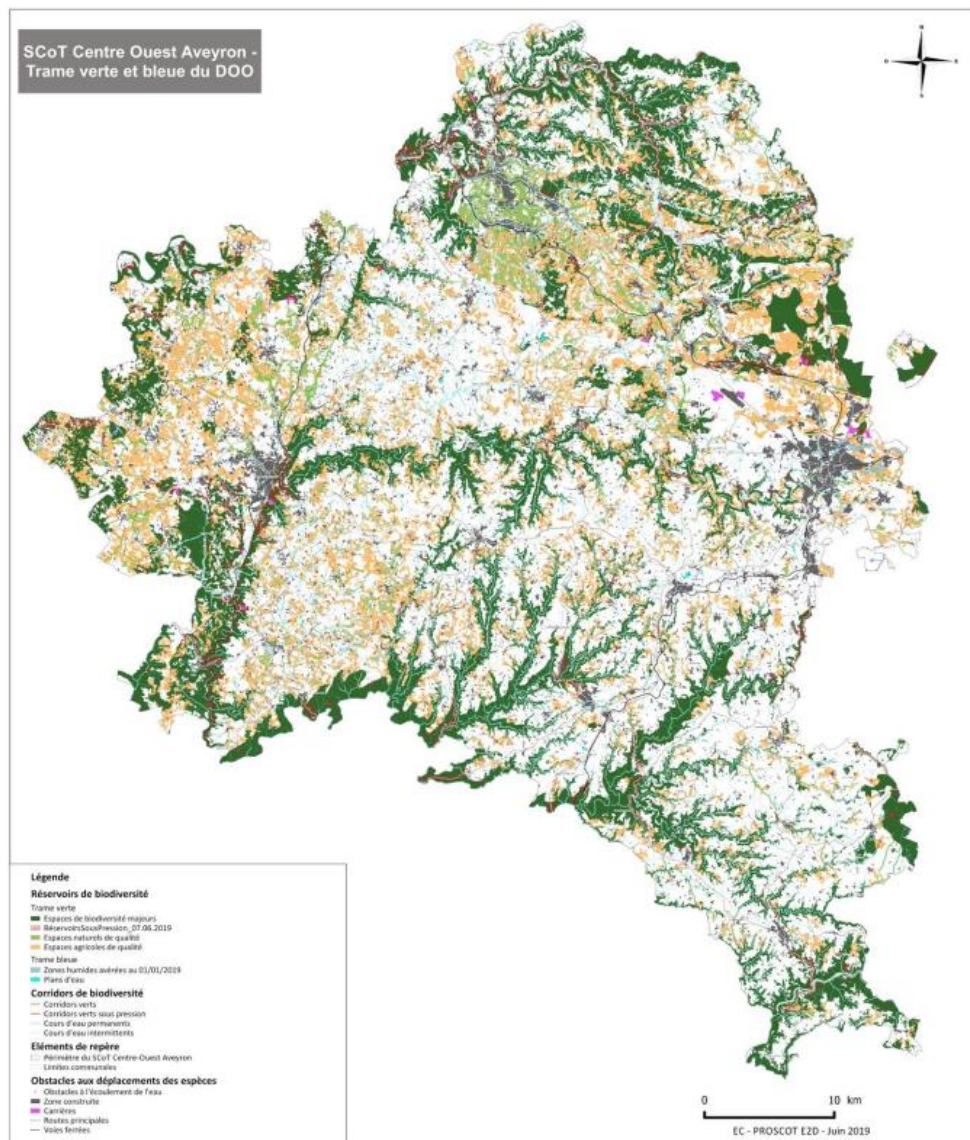 SCoT Centre Ouest Aveyron -
Trame verte et bleue du DOO
Légende
Réservoirs de biodiversité
Trame verte
Espaces de biodiversité majeurs
RéservoirsSousPression_07.06.2019
Espaces naturels de qualité
Espaces agricoles de qualité
Trame bleue
Zones humides avérées au 01/01/2019
Plans d'eau
Corridors de biodiversité
Corridors verts
Corridors verts sous pression
Cours d'eau permanents
Cours d'eau intermittents
Eléments de repère
Périmètre du SCoT Centre-Ouest Aveyron
Limites communales
Obstacles aux déplacements des espèces
Obstacles à l'écoulement de l'eau
Zone construite
Carrières
Routes principales
Voies ferrées
0 10 km
EC - PROSCOT E2D - Juin 2019